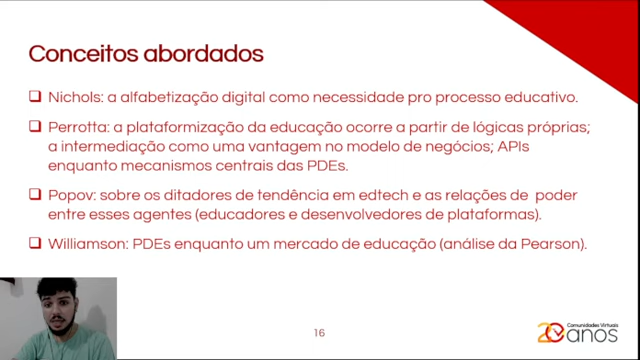 Conceitos abordados
Nichols: a alfabetização digital como necessidade pro processo educativo.
Perrotta: a plataformização da educação ocorre a partir de lógicas próprias;
a intermediação como uma vantagem no modelo de negócios; APIs
enquanto mecanismos centrais das PDEs.
Popov: sobre os ditadores de tendência em edtech e as relações de poder
entre esses agentes (educadores e desenvolvedores de plataformas).
Williamson: PDEs enquanto um mercado de educação (análise da Pearson).
16
Comunidades Virtuais
20 anos